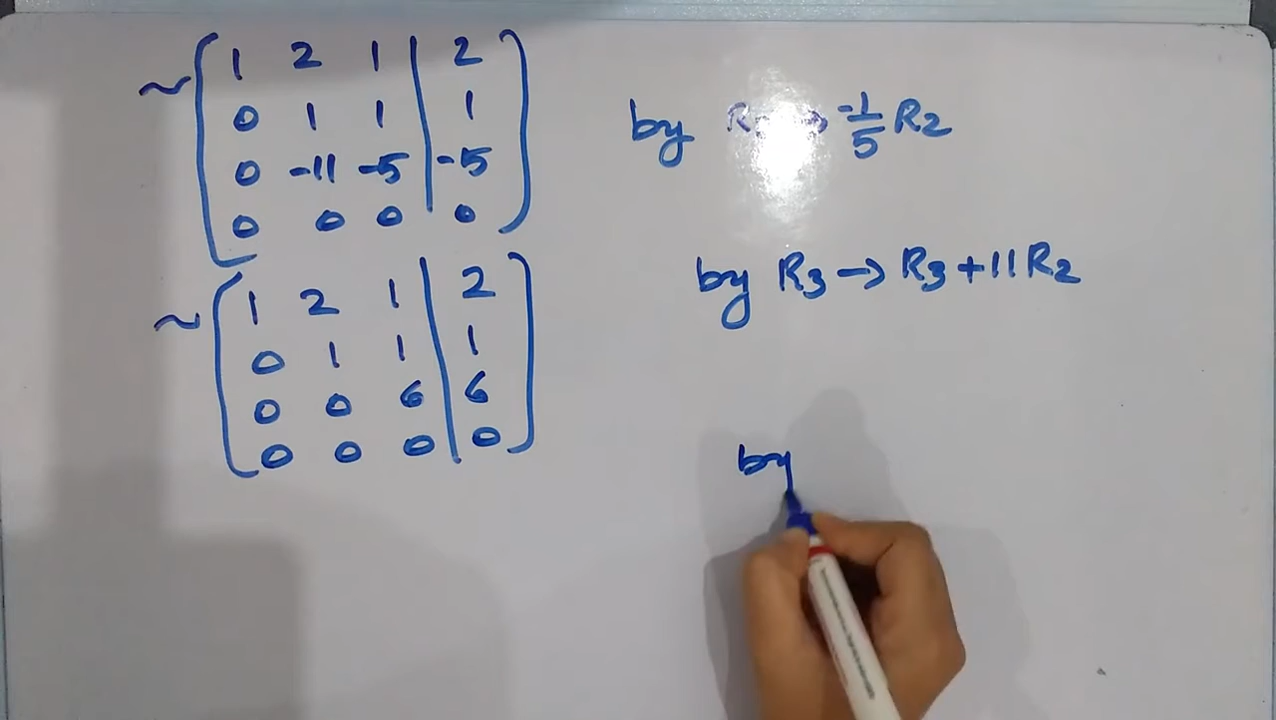 ~ 1 2 1 | 2
0 1 1 | 1 by R → -1/5 R2
0 -11 -5 | -5
0 0 0 | 0
~ 1 2 1 | 2 by R3 → R3 + 11R2
0 1 1 | 1
0 0 6 | 6
0 0 0 | 0
by